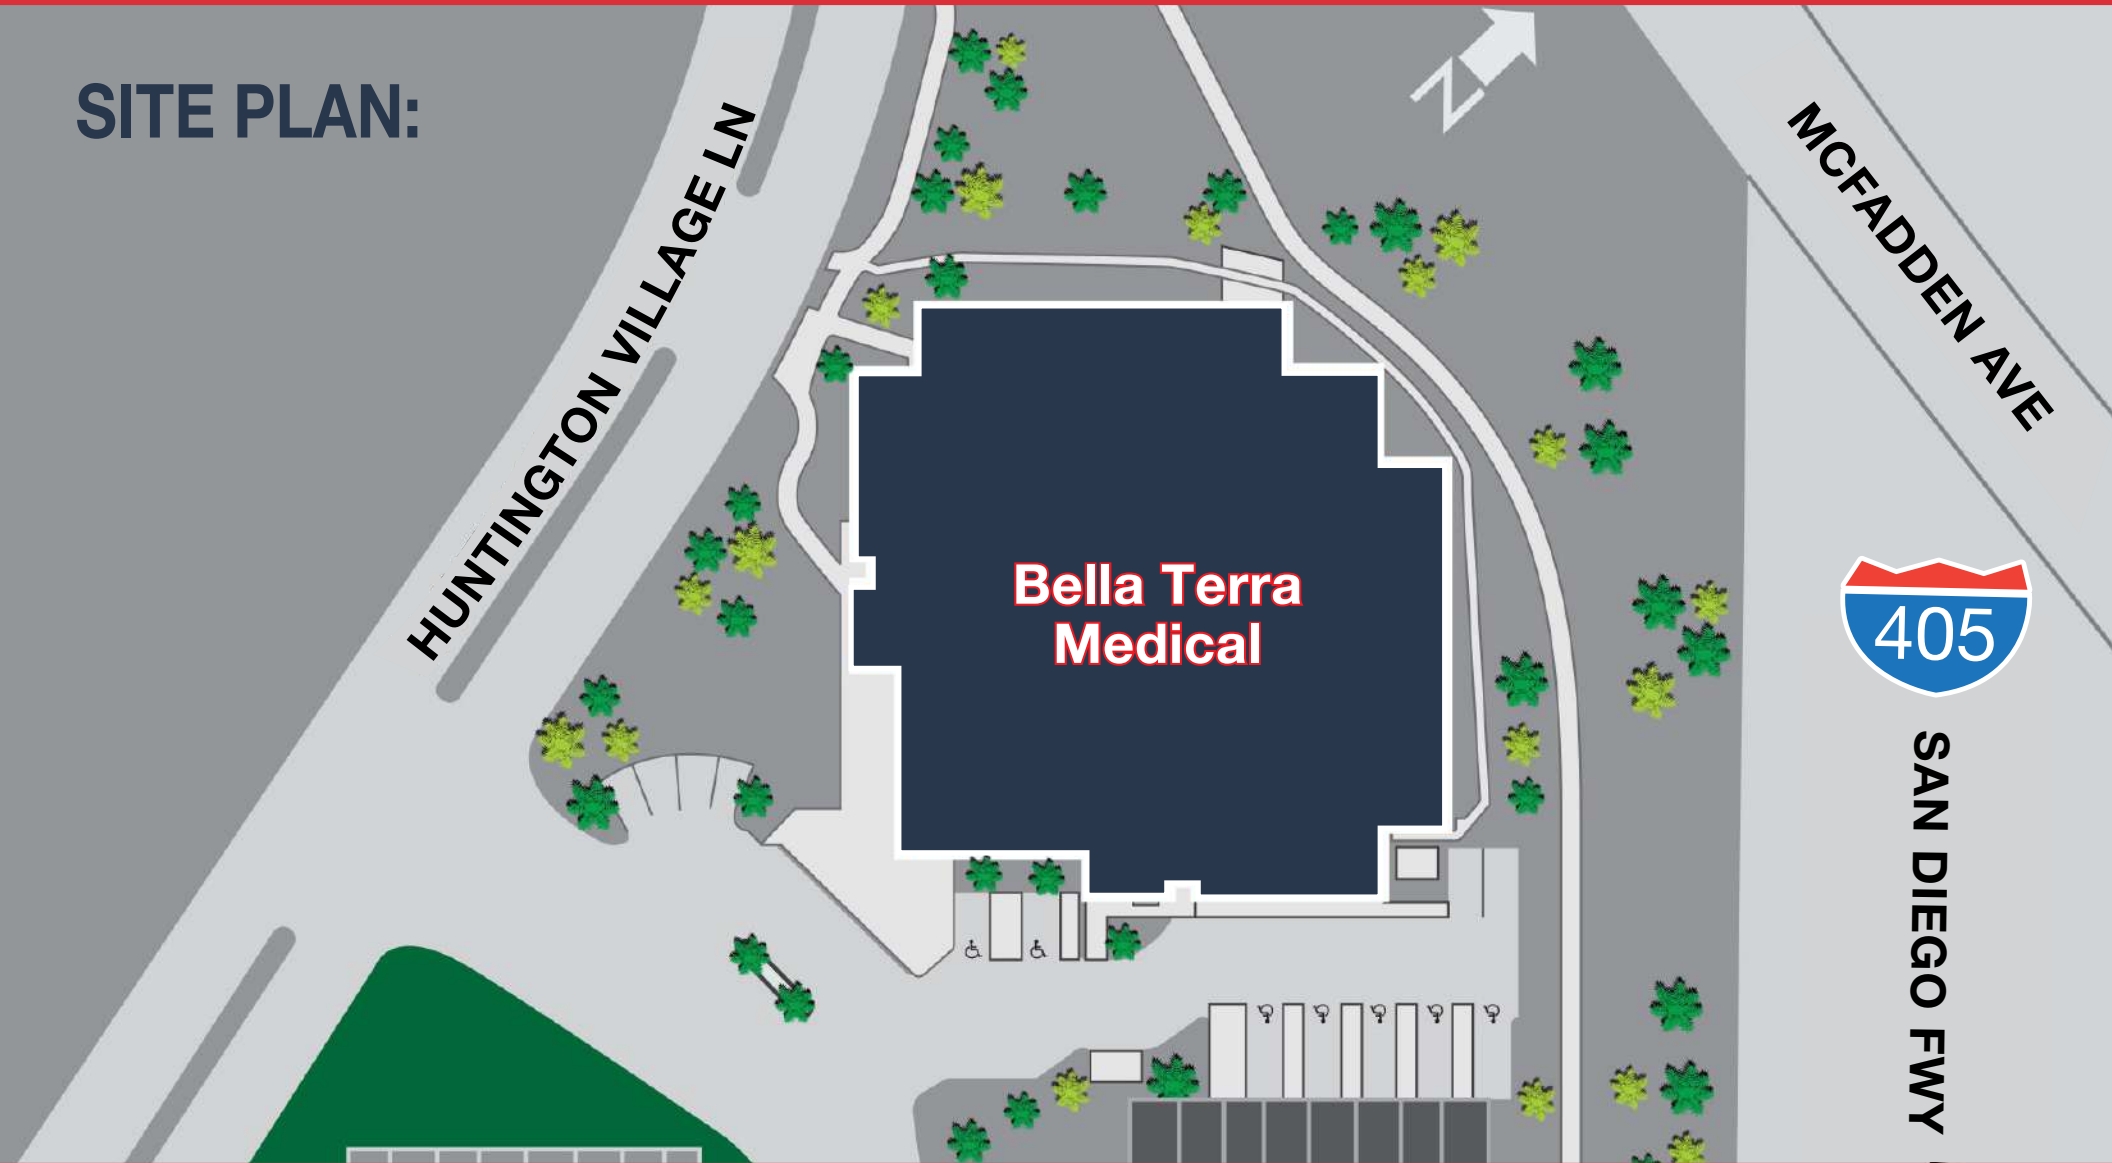 SITE PLAN:
HUNTINGTON VILLAGE LN
N
MCFADDEN AVE
Bella Terra
Medical
405
SAN DIEGO FWY